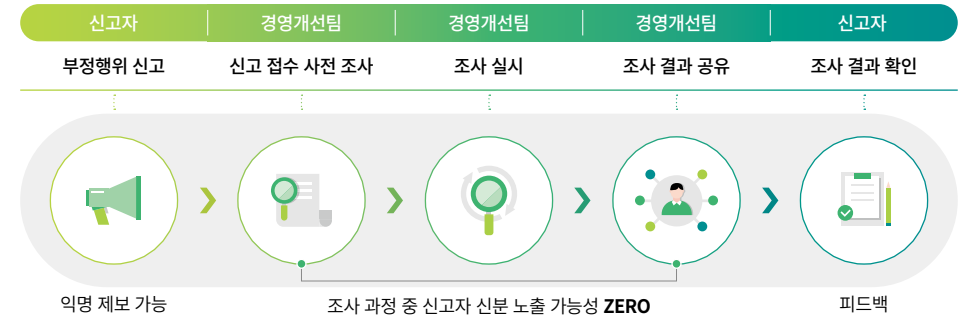 신고자 경영개선팀 경영개선팀 경영개선팀 신고자
부정행위 신고 신고 접수 사전 조사 조사 실시 조사 결과 공유 조사 결과 확인
익명 제보 가능 조사 과정 중 신고자 신분 노출 가능성 ZERO 피드백